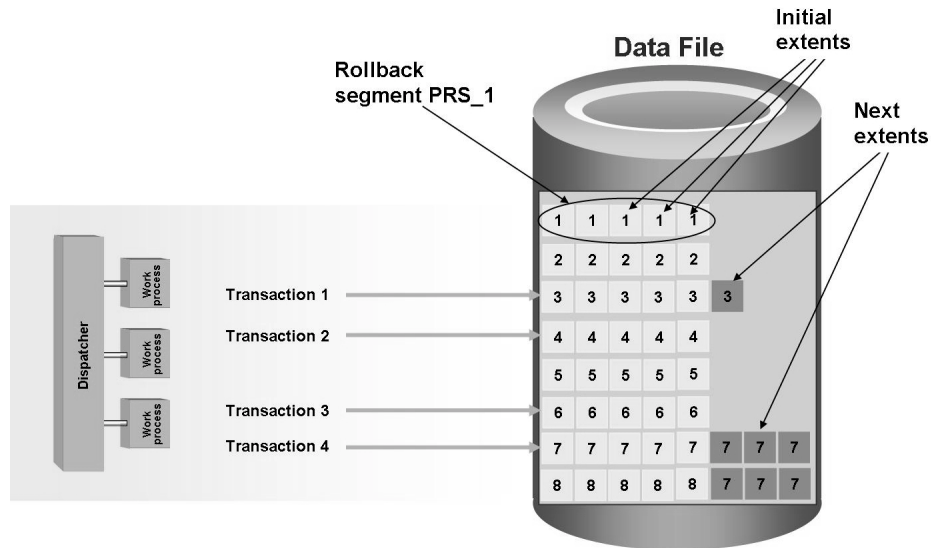 Initial
extents
Data File
Rollback
segment PRS_1
Next
extents
1 1 1 1 1
2 2 2 2 2
Work
process
Transaction 1
3 3 3 3 3 3
Dispatcher
Work
process
Transaction 2
4 4 4 4 4
5 5 5 5 5
Work
process
Transaction 3
6 6 6 6 6
Transaction 4
7 7 7 7 7 7 7 7
8 8 8 8 8 7 7 7